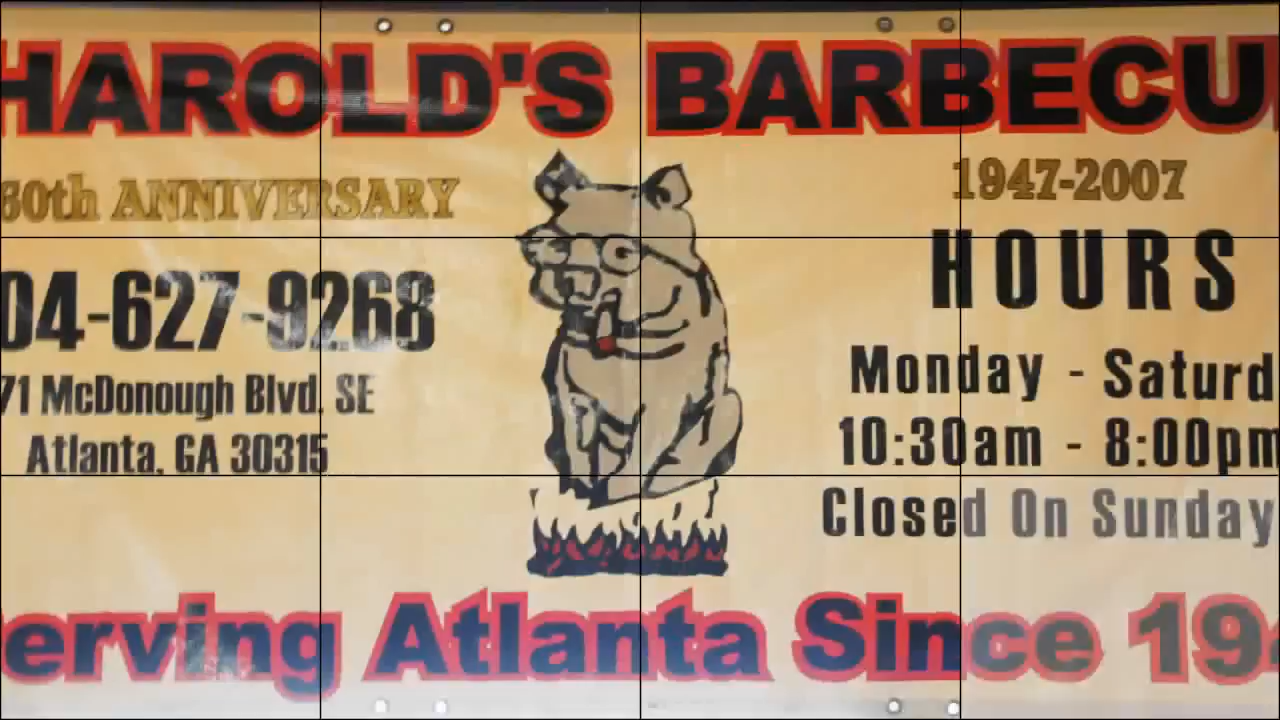 HAROLD'S BARBECU
60th ANNIVERSARY
1947-2007
04-627-9268
71 McDonough Blvd. SE
Atlanta, GA 30315
HOURS
Monday - Saturd
10:30am - 8:00pm
Closed On Sunday
erving Atlanta Since 194